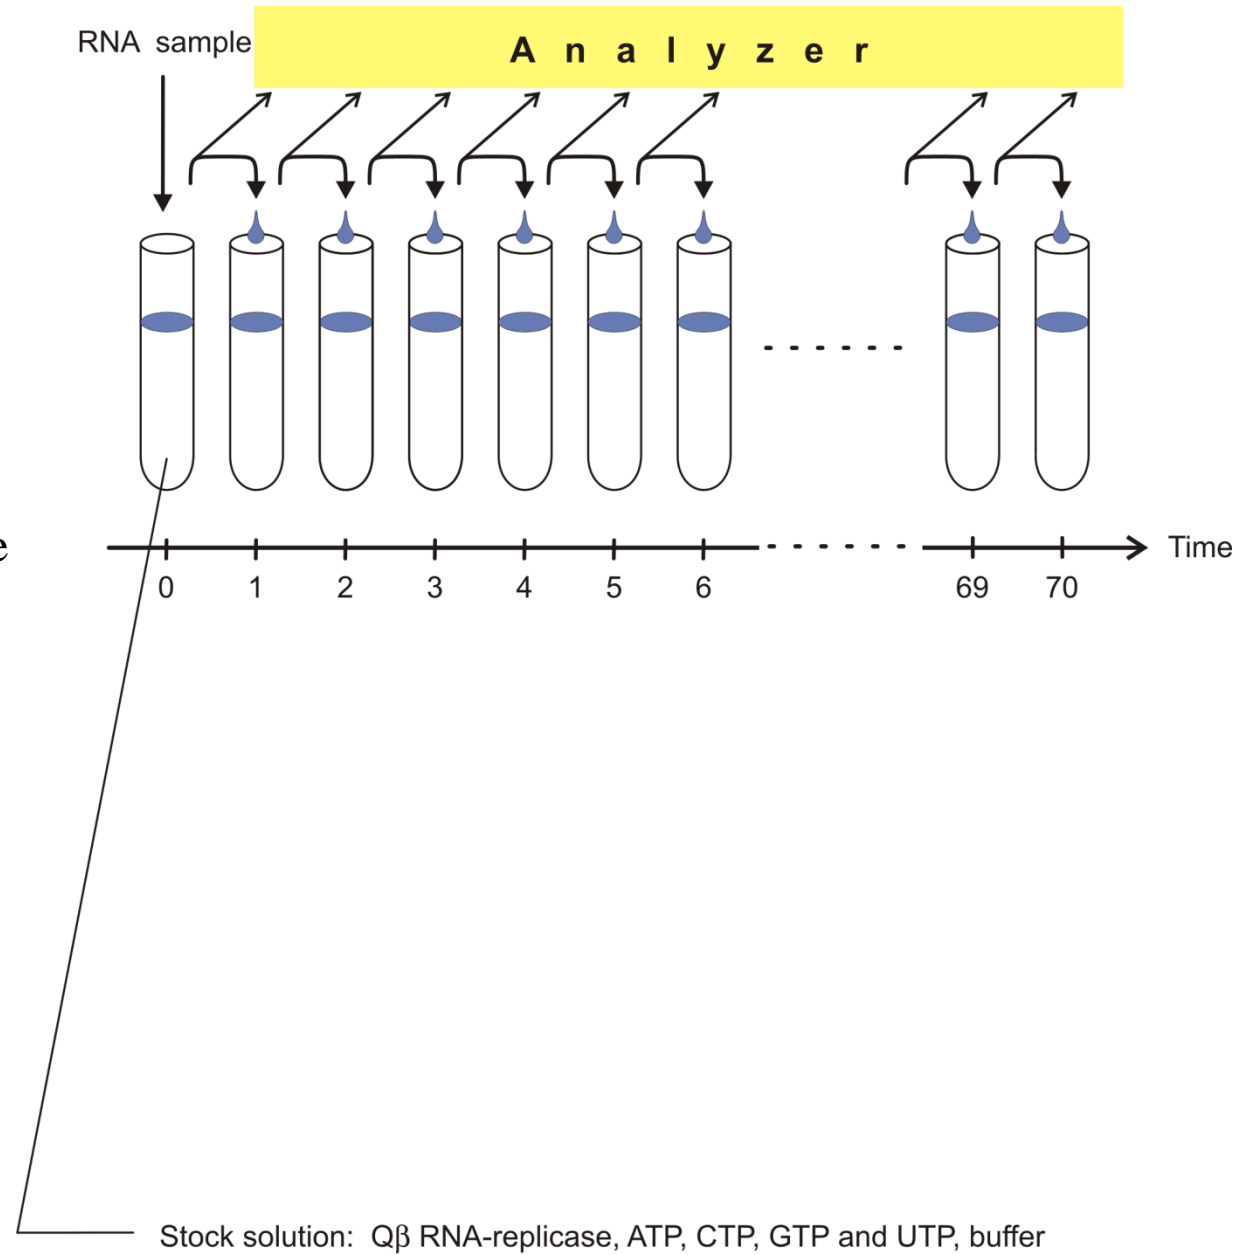 RNA sample
A n a l y z e r
e
Time
0 1 2 3 4 5 6 69 70
Stock solution: Qβ RNA-replicase, ATP, CTP, GTP and UTP, buffer